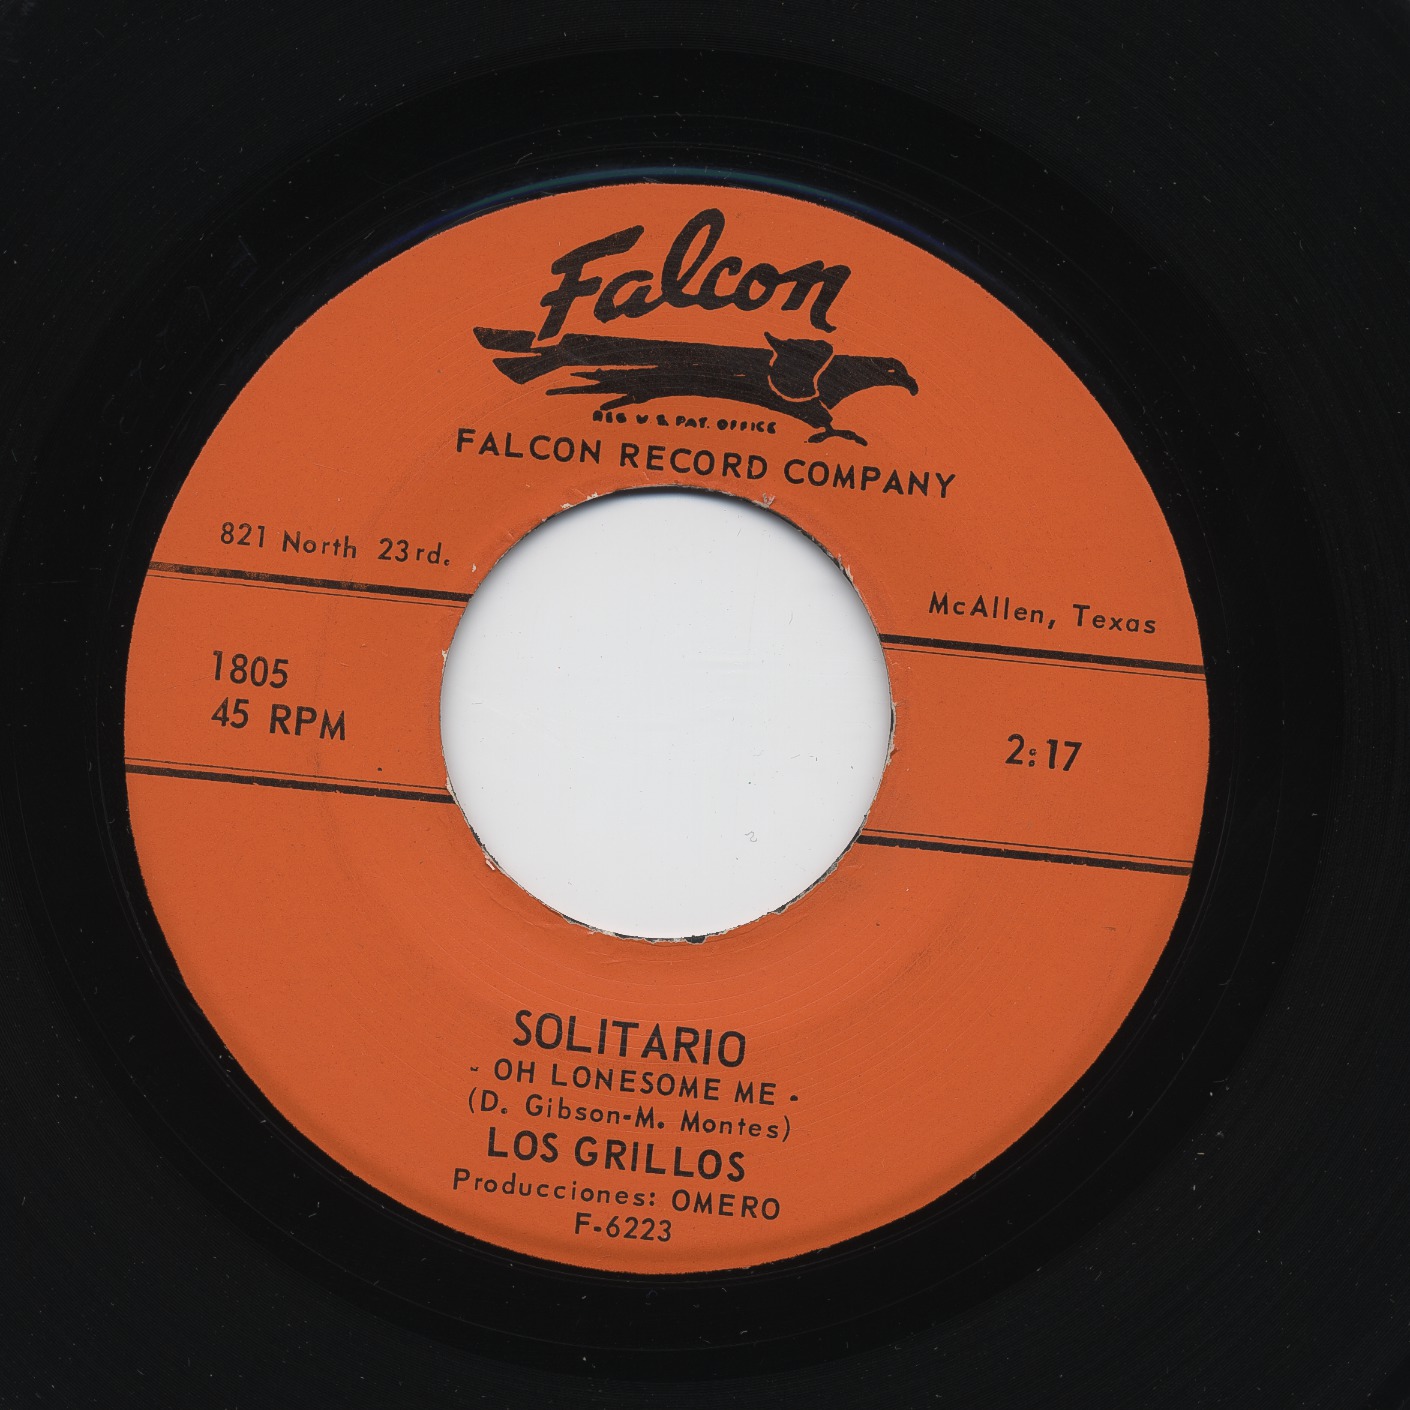 Falcon
REG U S. PAT. OFFICE
FALCON RECORD COMPANY
821 North 23rd.
McAllen, Texas
1805
45 RPM
2:17
SOLITARIO
- OH LONESOME ME -
(D. Gibson-M. Montes)
LOS GRILLOS
Producciones: OMERO
F-6223